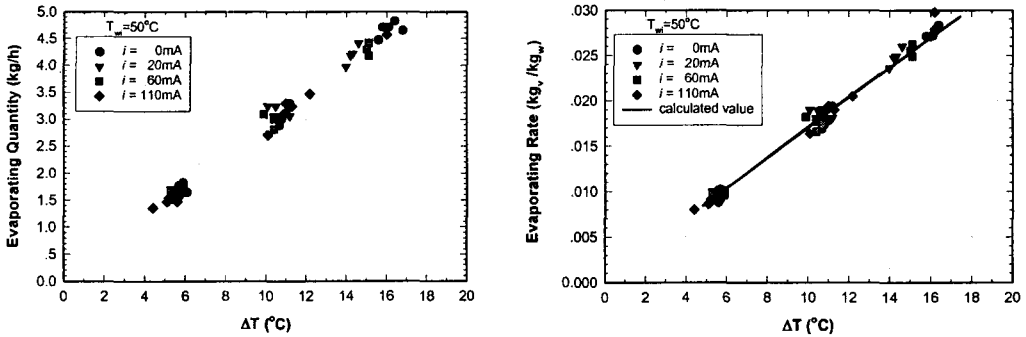 Evaporating Quantity (kg/h)
5.0
4.5
4.0
3.5
3.0
2.5
2.0
1.5
1.0
.5
0.0
T_wi=50°C
i = 0mA
i = 20mA
i = 60mA
i = 110mA
0 2 4 6 8 10 12 14 16 18 20
ΔT (°C)
Evaporating Rate (kg_v /kg_w)
.030
.025
.020
.015
.010
.005
0.000
T_wi=50°C
i = 0mA
i = 20mA
i = 60mA
i = 110mA
calculated value
0 2 4 6 8 10 12 14 16 18 20
ΔT (°C)